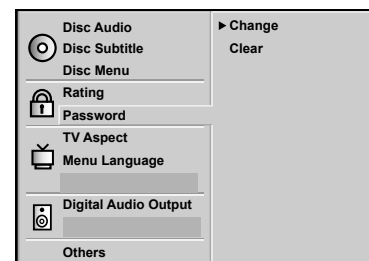 Disc Audio
Disc Subtitle
Disc Menu
Rating
Password
TV Aspect
Menu Language
Digital Audio Output
Others
Change
Clear